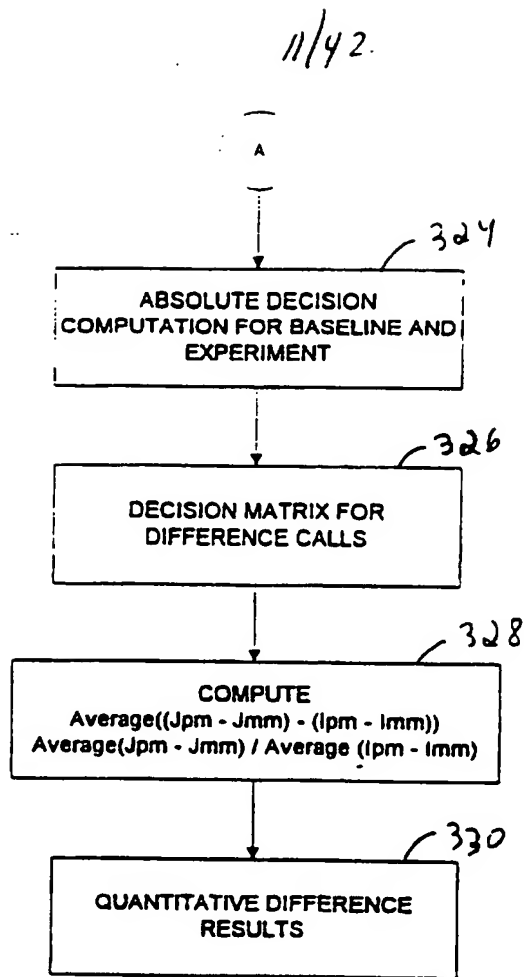 11/42.
A
324
ABSOLUTE DECISION
COMPUTATION FOR BASELINE AND
EXPERIMENT
326
DECISION MATRIX FOR
DIFFERENCE CALLS
328
COMPUTE
Average((Jpm - Jmm) - (Ipm - Imm))
Average(Jpm - Jmm) / Average (Ipm - Imm)
330
QUANTITATIVE DIFFERENCE
RESULTS